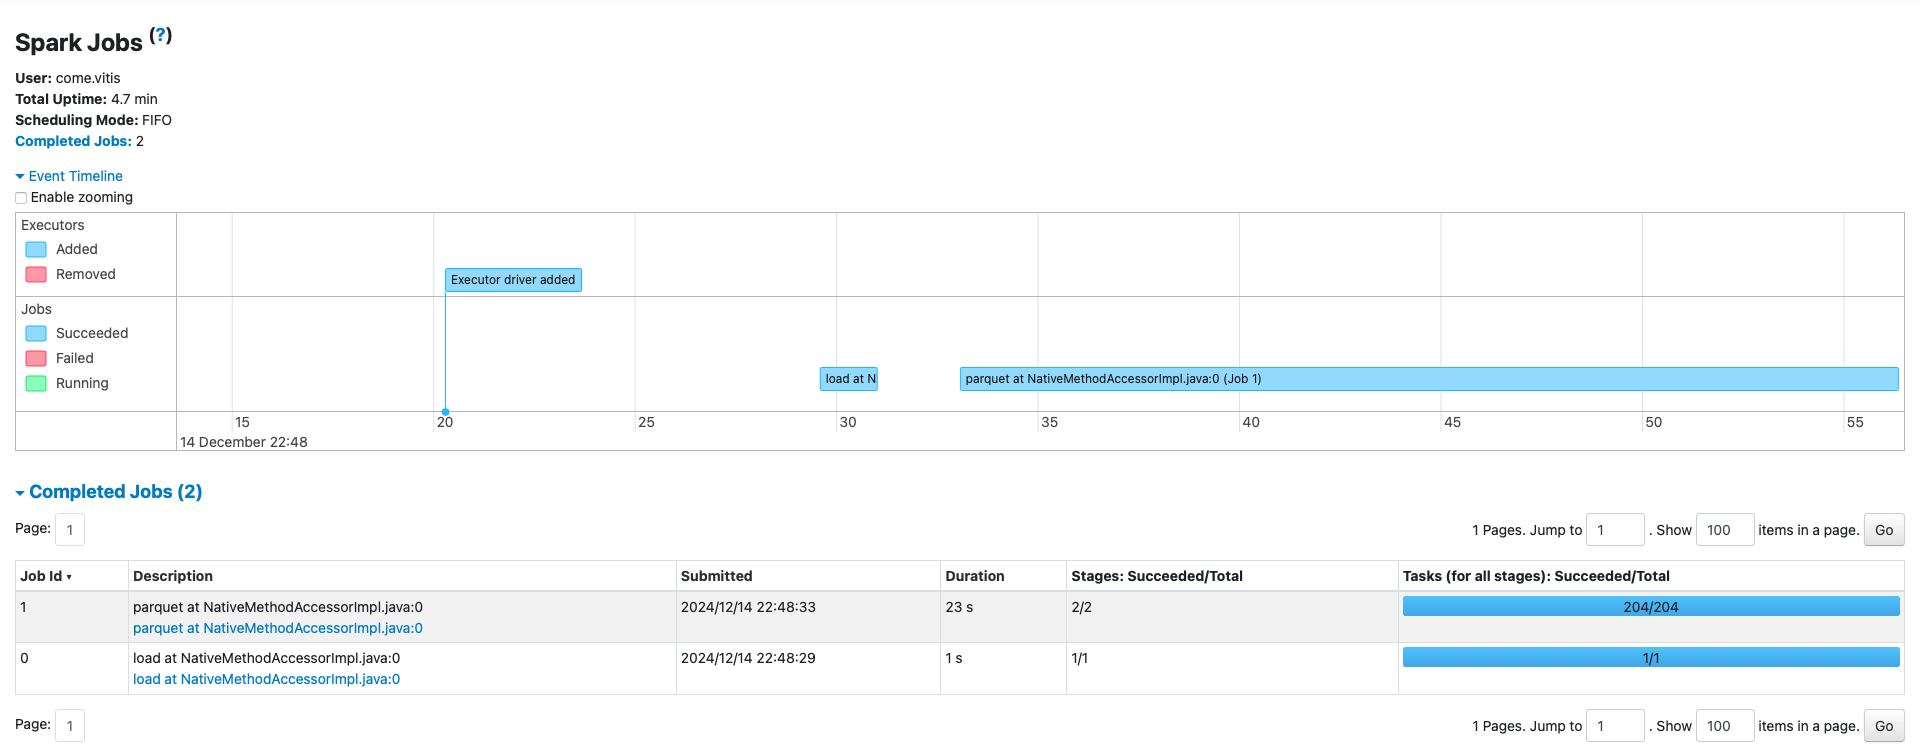 Spark Jobs (?)
User: come.vitis
Total Uptime: 4.7 min
Scheduling Mode: FIFO
Completed Jobs: 2
Event Timeline
Enable zooming
Executors
Added
Removed
Executor driver added
Jobs
Succeeded
Failed
Running
load at N
parquet at NativeMethodAccessorImpl.java:0 (Job 1)
15 20 25 30 35 40 45 50 55
14 December 22:48
Completed Jobs (2)
Page: 1 1 Pages. Jump to 1 . Show 100 items in a page. Go
Job Id ▾ Description Submitted Duration Stages: Succeeded/Total Tasks (for all stages): Succeeded/Total
1 parquet at NativeMethodAccessorImpl.java:0 2024/12/14 22:48:33 23 s 2/2 204/204
parquet at NativeMethodAccessorImpl.java:0
0 load at NativeMethodAccessorImpl.java:0 2024/12/14 22:48:29 1 s 1/1 1/1
load at NativeMethodAccessorImpl.java:0
Page: 1 1 Pages. Jump to 1 . Show 100 items in a page. Go